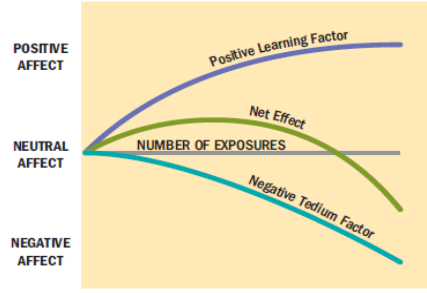 POSITIVE
AFFECT
Positive Learning Factor
Net Effect
NEUTRAL
AFFECT
NUMBER OF EXPOSURES
Negative Tedium Factor
NEGATIVE
AFFECT